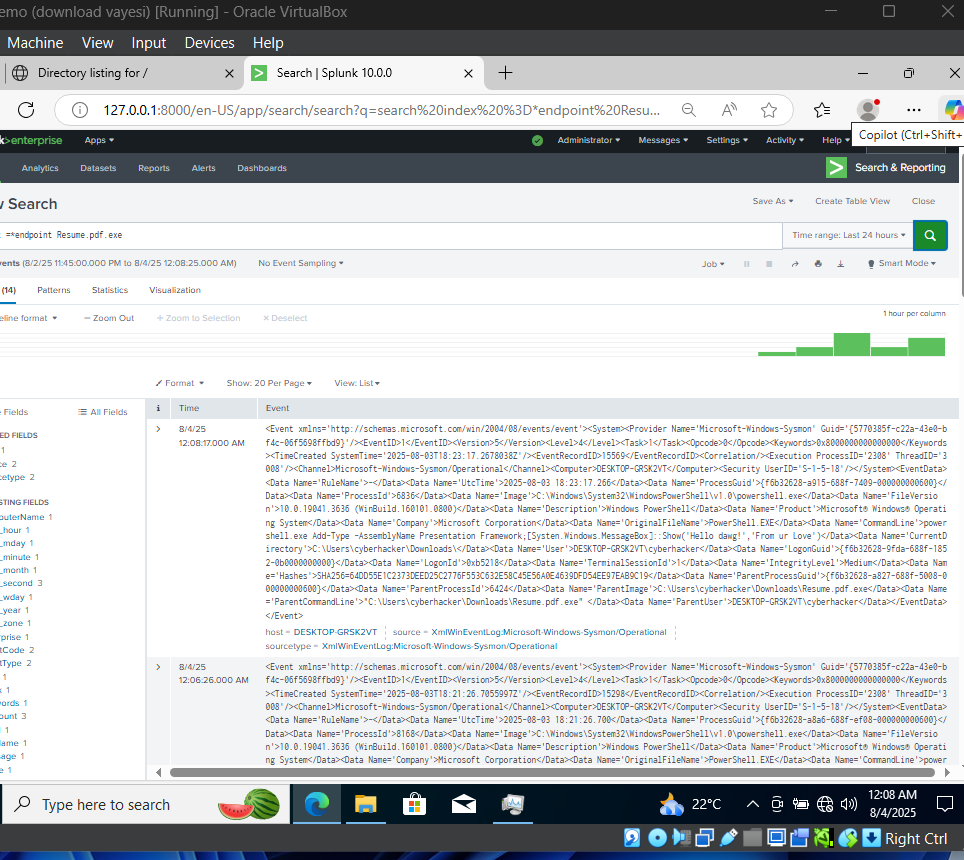 emo (download vayesi) [Running] - Oracle VirtualBox
Machine View Input Devices Help
Directory listing for /
Search | Splunk 10.0.0
127.0.0.1:8000/en-US/app/search/search?q=search%20index%20%3D*endpoint%20Resu...
Copilot (Ctrl+Shift+
k>enterprise Apps Administrator Messages Settings Activity Help
Analytics Datasets Reports Alerts Dashboards Search & Reporting
w Search Save As Create Table View Close
=*endpoint Resume.pdf.exe Time range: Last 24 hours
vents (8/2/25 11:45:00.000 PM to 8/4/25 12:08:25.000 AM) No Event Sampling Job Smart Mode
(14) Patterns Statistics Visualization
eline format — Zoom Out + Zoom to Selection × Deselect 1 hour per column
Format Show: 20 Per Page View: List
e Fields All Fields
i Time Event
ED FIELDS
1
ce 2
cetype 2
STING FIELDS
outerName 1
_hour 1
_mday 1
_minute 1
_month 1
_second 3
_wday 1
_year 1
_zone 1
rprise 1
tCode 2
tType 2
1
x 1
words 1
ount 3
l 1
Name 1
sage 1
e 1
8/4/25
12:08:17.000 AM
<Event xmlns='http://schemas.microsoft.com/win/2004/08/events/event'><System><Provider Name='Microsoft-Windows-Sysmon' Guid='{5770385f-c22a-43e0-b
f4c-06f5698ffbd9}'/><EventID>1</EventID><Version>5</Version><Level>4</Level><Task>1</Task><Opcode>0</Opcode><Keywords>0x8000000000000000</Keywords
><TimeCreated SystemTime='2025-08-03T18:23:17.2678038Z'/><EventRecordID>15569</EventRecordID><Correlation/><Execution ProcessID='2308' ThreadID='3
008'/><Channel>Microsoft-Windows-Sysmon/Operational</Channel><Computer>DESKTOP-GRSK2VT</Computer><Security UserID='S-1-5-18'/></System><EventData>
<Data Name='RuleName'>-</Data><Data Name='UtcTime'>2025-08-03 18:23:17.266</Data><Data Name='ProcessGuid'>{f6b32628-a915-688f-7409-000000000600}</
Data><Data Name='ProcessId'>6836</Data><Data Name='Image'>C:\Windows\System32\WindowsPowerShell\v1.0\powershell.exe</Data><Data Name='FileVersio
n'>10.0.19041.3636 (WinBuild.160101.0800)</Data><Data Name='Description'>Windows PowerShell</Data><Data Name='Product'>Microsoft® Windows® Operati
ng System</Data><Data Name='Company'>Microsoft Corporation</Data><Data Name='OriginalFileName'>PowerShell.EXE</Data><Data Name='CommandLine'>power
shell.exe Add-Type -AssemblyName Presentation Framework;[System.Windows.MessageBox]::Show('Hello dawg!','From ur Love')</Data><Data Name='CurrentD
irectory'>C:\Users\cyberhacker\Downloads\</Data><Data Name='User'>DESKTOP-GRSK2VT\cyberhacker</Data><Data Name='LogonGuid'>{f6b32628-9fda-688f-185
2-0b0000000000}</Data><Data Name='LogonId'>0xb5218</Data><Data Name='TerminalSessionId'>1</Data><Data Name='IntegrityLevel'>Medium</Data><Data Nam
e='Hashes'>SHA256=64DD55E1C2373DEED25C2776F553C632E58C45E56A0E4639DFD54EE97EAB9C19</Data><Data Name='ParentProcessGuid'>{f6b32628-a827-688f-5008-0
00000000600}</Data><Data Name='ParentProcessId'>6424</Data><Data Name='ParentImage'>C:\Users\cyberhacker\Downloads\Resume.pdf.exe</Data><Data Name
='ParentCommandLine'>"C:\Users\cyberhacker\Downloads\Resume.pdf.exe" </Data><Data Name='ParentUser'>DESKTOP-GRSK2VT\cyberhacker</Data></EventData>
</Event>
host = DESKTOP-GRSK2VT source = XmlWinEventLog:Microsoft-Windows-Sysmon/Operational
sourcetype = XmlWinEventLog:Microsoft-Windows-Sysmon/Operational
8/4/25
12:06:26.000 AM
<Event xmlns='http://schemas.microsoft.com/win/2004/08/events/event'><System><Provider Name='Microsoft-Windows-Sysmon' Guid='{5770385f-c22a-43e0-b
f4c-06f5698ffbd9}'/><EventID>1</EventID><Version>5</Version><Level>4</Level><Task>1</Task><Opcode>0</Opcode><Keywords>0x8000000000000000</Keywords
><TimeCreated SystemTime='2025-08-03T18:21:26.7055997Z'/><EventRecordID>15298</EventRecordID><Correlation/><Execution ProcessID='2308' ThreadID='3
008'/><Channel>Microsoft-Windows-Sysmon/Operational</Channel><Computer>DESKTOP-GRSK2VT</Computer><Security UserID='S-1-5-18'/></System><EventData>
<Data Name='RuleName'>-</Data><Data Name='UtcTime'>2025-08-03 18:21:26.700</Data><Data Name='ProcessGuid'>{f6b32628-a8a6-688f-ef08-000000000600}</
Data><Data Name='ProcessId'>8168</Data><Data Name='Image'>C:\Windows\System32\WindowsPowerShell\v1.0\powershell.exe</Data><Data Name='FileVersio
n'>10.0.19041.3636 (WinBuild.160101.0800)</Data><Data Name='Description'>Windows PowerShell</Data><Data Name='Product'>Microsoft® Windows® Operati
ng System</Data><Data Name='Company'>Microsoft Corporation</Data><Data Name='OriginalFileName'>PowerShell.EXE</Data><Data Name='CommandLine'>power
Type here to search 22°C 12:08 AM
8/4/2025
Right Ctrl